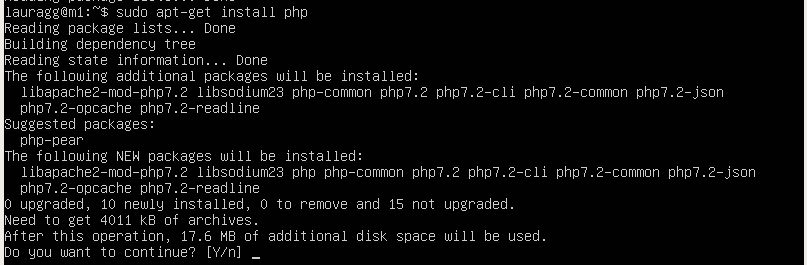 Reading package lists... Done
lauragg@m1:~$ sudo apt-get install php
Reading package lists... Done
Building dependency tree
Reading state information... Done
The following additional packages will be installed:
  libapache2-mod-php7.2 libsodium23 php-common php7.2 php7.2-cli php7.2-common php7.2-json
  php7.2-opcache php7.2-readline
Suggested packages:
  php-pear
The following NEW packages will be installed:
  libapache2-mod-php7.2 libsodium23 php php-common php7.2 php7.2-cli php7.2-common php7.2-json
  php7.2-opcache php7.2-readline
0 upgraded, 10 newly installed, 0 to remove and 15 not upgraded.
Need to get 4011 kB of archives.
After this operation, 17.6 MB of additional disk space will be used.
Do you want to continue? [Y/n] _